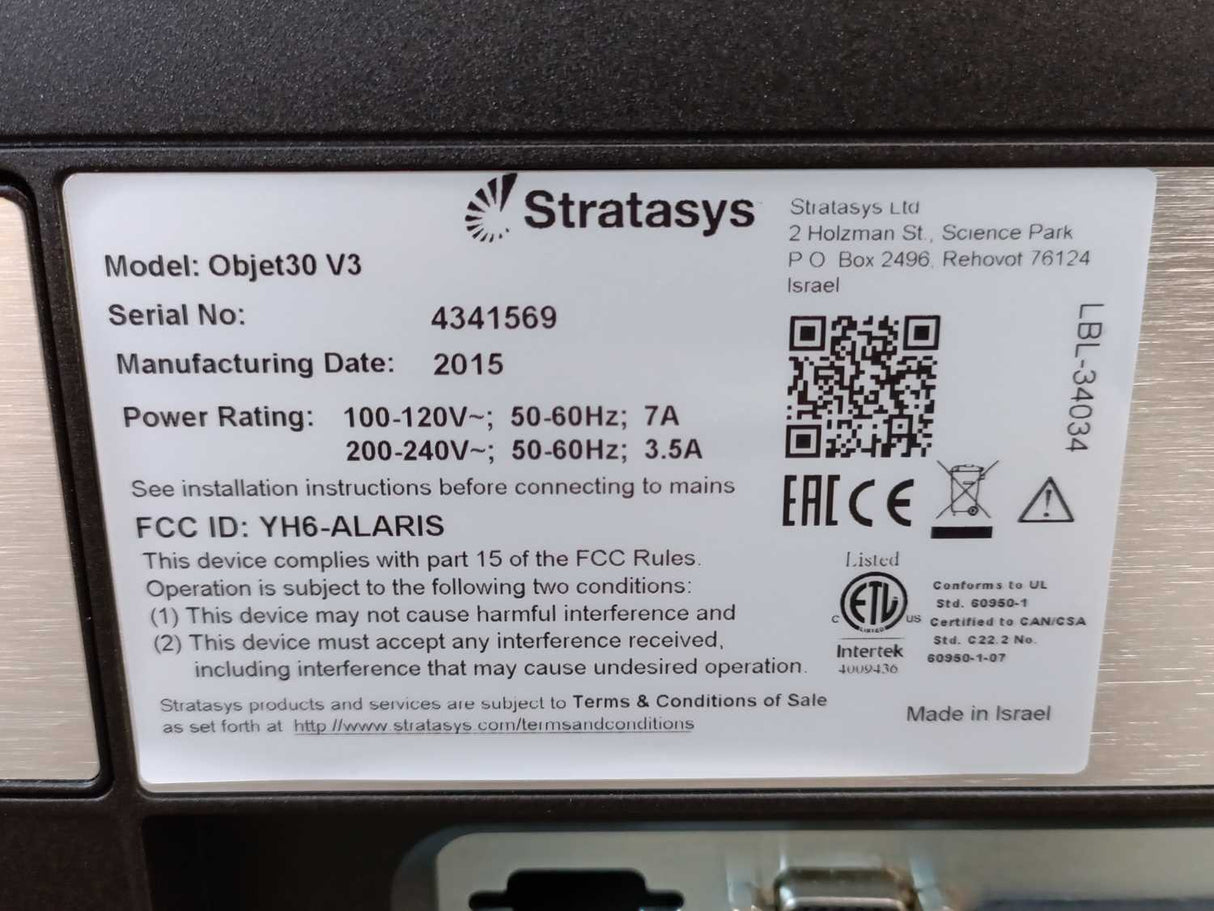 Stratasys
Stratasys Ltd
2 Holzman St., Science Park
P O Box 2496, Rehovot 76124
Israel
Model: Objet30 V3
Serial No: 4341569
Manufacturing Date: 2015
Power Rating: 100-120V~; 50-60Hz; 7A
200-240V~; 50-60Hz; 3.5A
See installation instructions before connecting to mains
FCC ID: YH6-ALARIS
This device complies with part 15 of the FCC Rules.
Operation is subject to the following two conditions:
(1) This device may not cause harmful interference and
(2) This device must accept any interference received,
including interference that may cause undesired operation.
Stratasys products and services are subject to Terms & Conditions of Sale
as set forth at http://www.stratasys.com/termsandconditions
LBL-34034
EAC CE
Listed
ETL
C US
LISTED
Intertek
4009436
Conforms to UL
Std. 60950-1
Certified to CAN/CSA
Std. C22.2 No.
60950-1-07
Made in Israel